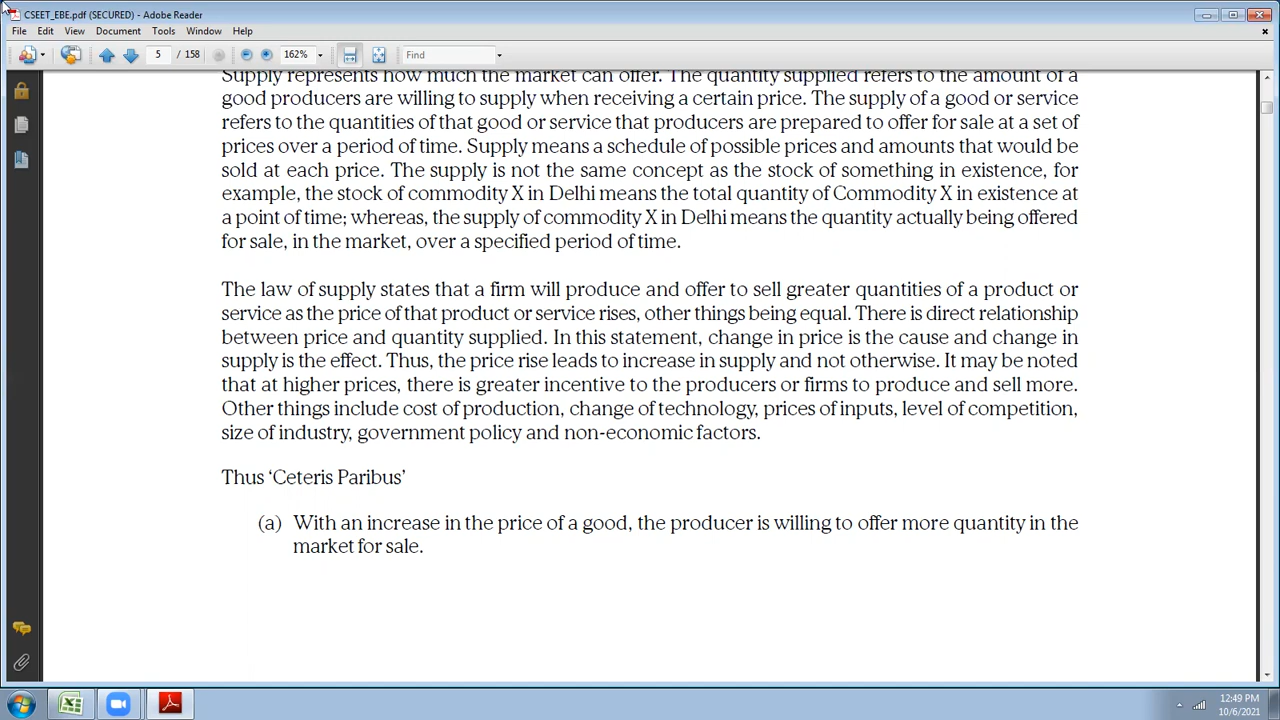 CSEET_EBE.pdf (SECURED) - Adobe Reader
File Edit View Document Tools Window Help
5 / 158 162% Find
Supply represents how much the market can offer. The quantity supplied refers to the amount of a
good producers are willing to supply when receiving a certain price. The supply of a good or service
refers to the quantities of that good or service that producers are prepared to offer for sale at a set of
prices over a period of time. Supply means a schedule of possible prices and amounts that would be
sold at each price. The supply is not the same concept as the stock of something in existence, for
example, the stock of commodity X in Delhi means the total quantity of Commodity X in existence at
a point of time; whereas, the supply of commodity X in Delhi means the quantity actually being offered
for sale, in the market, over a specified period of time.
The law of supply states that a firm will produce and offer to sell greater quantities of a product or
service as the price of that product or service rises, other things being equal. There is direct relationship
between price and quantity supplied. In this statement, change in price is the cause and change in
supply is the effect. Thus, the price rise leads to increase in supply and not otherwise. It may be noted
that at higher prices, there is greater incentive to the producers or firms to produce and sell more.
Other things include cost of production, change of technology, prices of inputs, level of competition,
size of industry, government policy and non-economic factors.
Thus ‘Ceteris Paribus’
(a) With an increase in the price of a good, the producer is willing to offer more quantity in the
market for sale.
12:49 PM
10/6/2021